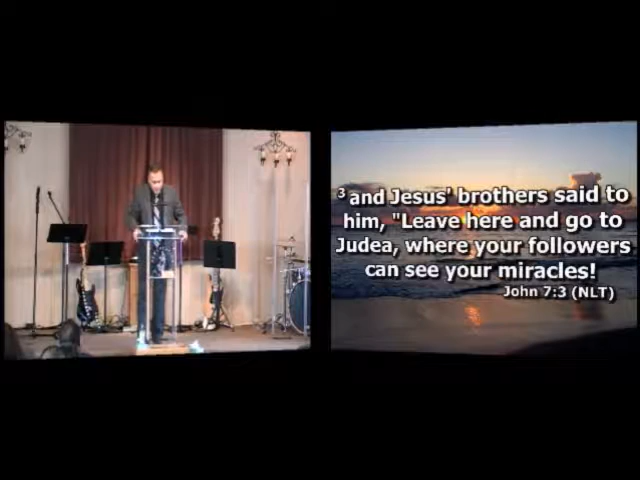 3 and Jesus' brothers said to
him, "Leave here and go to
Judea, where your followers
can see your miracles!
John 7:3 (NLT)